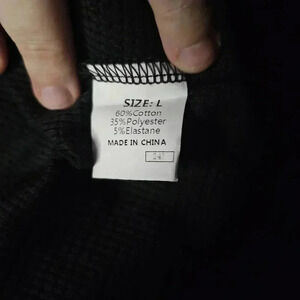 SIZE: L
60%Cotton
35%Polyester
5%Elastane
MADE IN CHINA